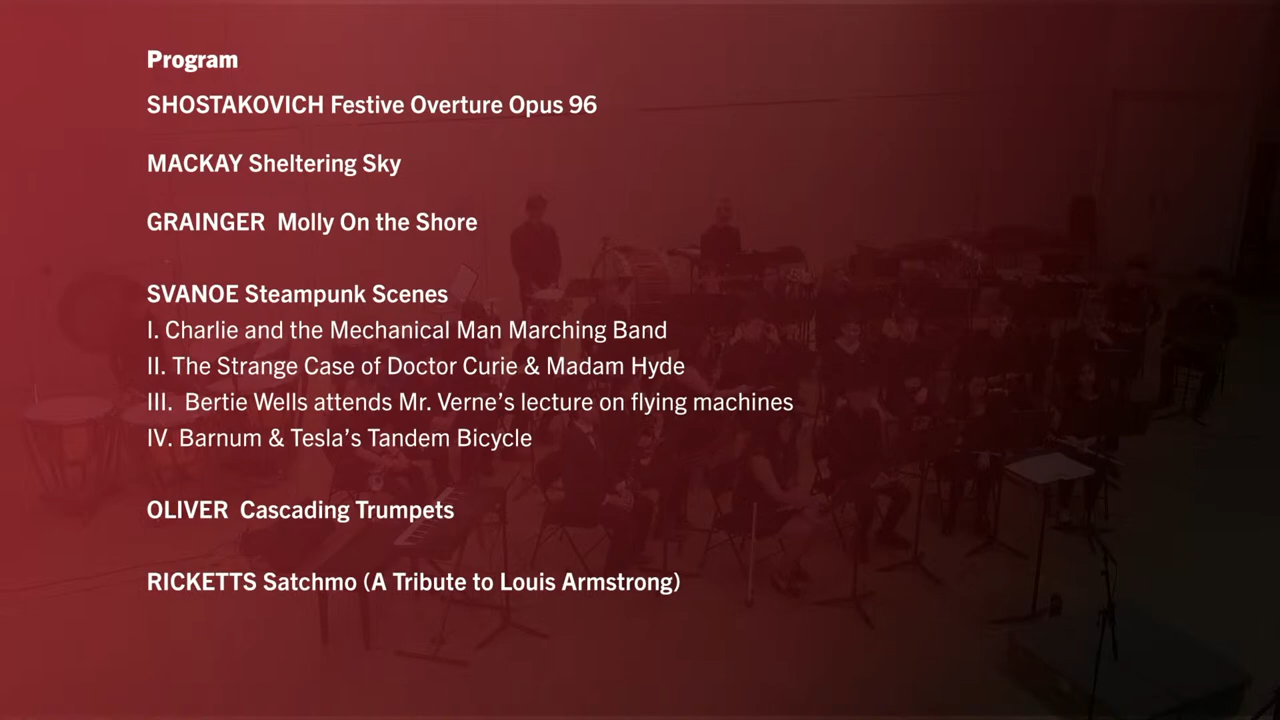 Program
SHOSTAKOVICH Festive Overture Opus 96
MACKAY Sheltering Sky
GRAINGER  Molly On the Shore
SVANOE Steampunk Scenes
I. Charlie and the Mechanical Man Marching Band
II. The Strange Case of Doctor Curie & Madam Hyde
III.  Bertie Wells attends Mr. Verne’s lecture on flying machines
IV. Barnum & Tesla’s Tandem Bicycle
OLIVER  Cascading Trumpets
RICKETTS Satchmo (A Tribute to Louis Armstrong)